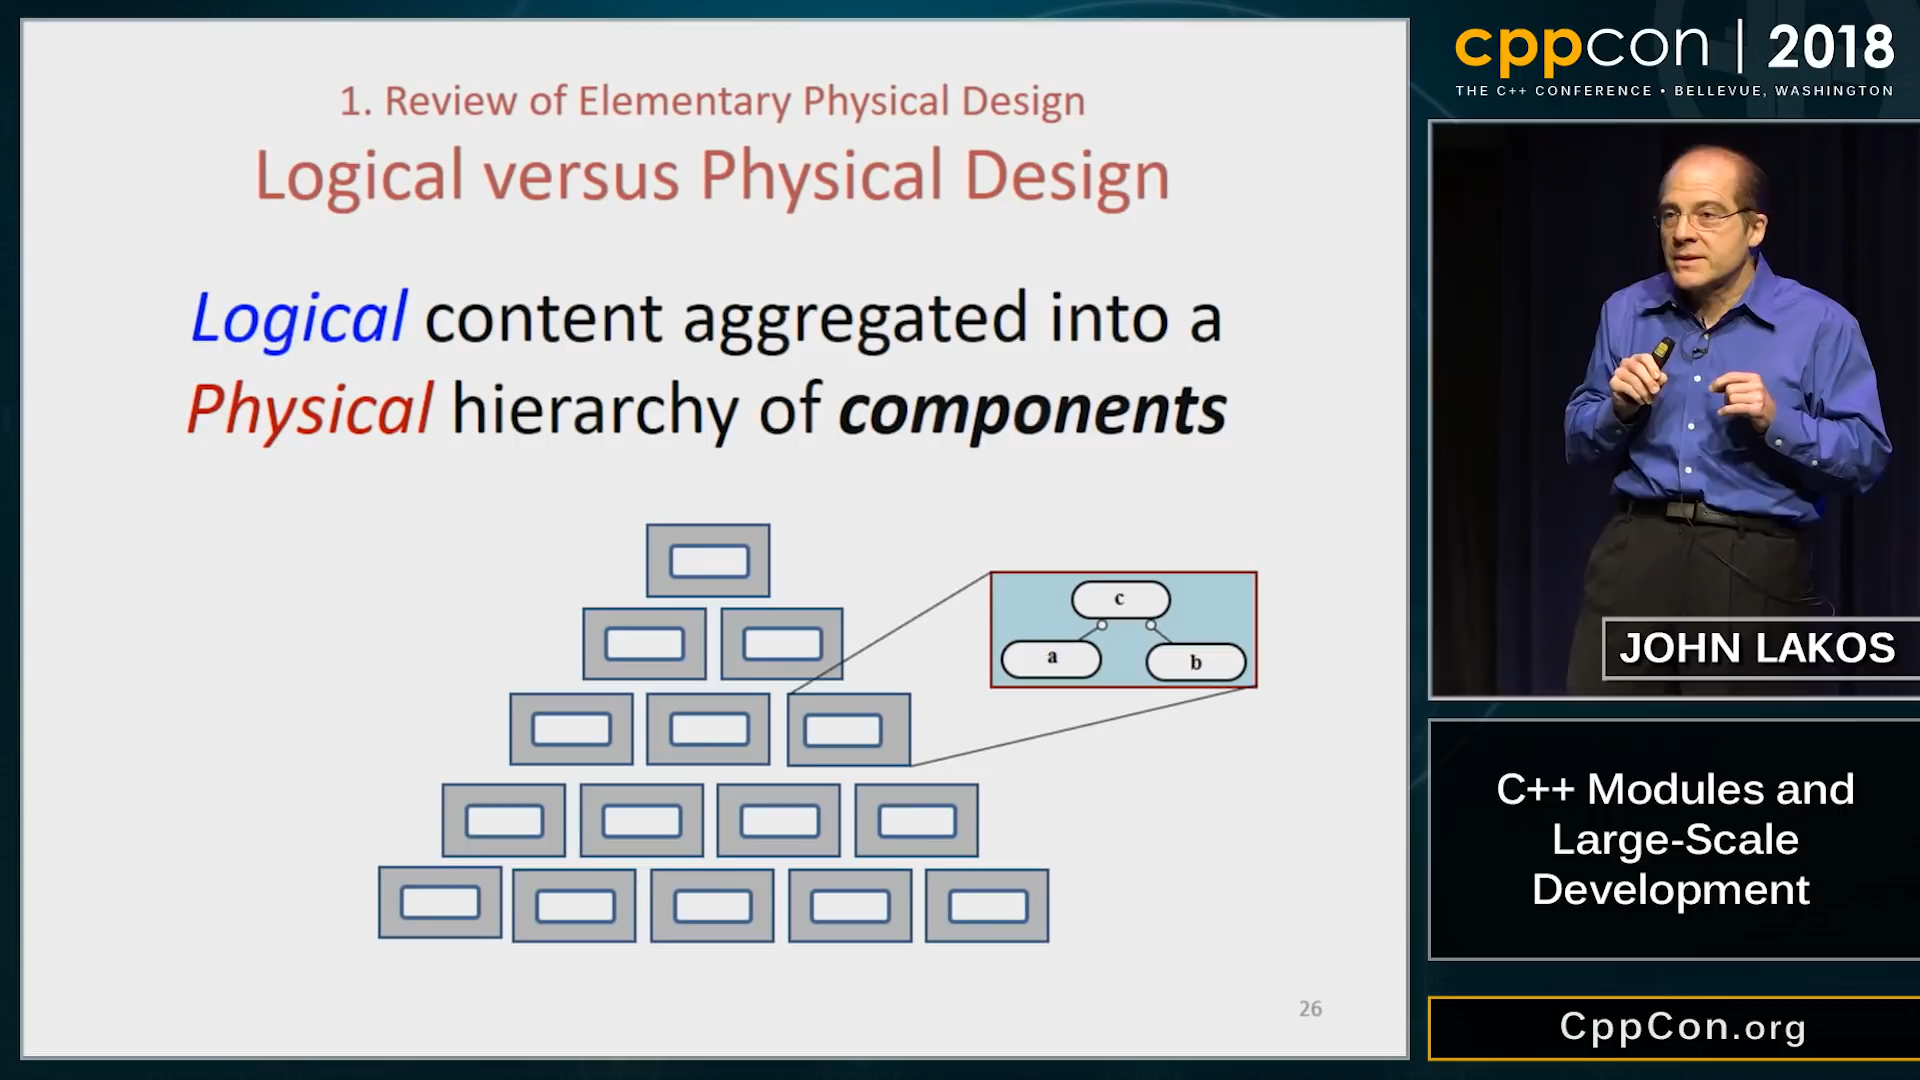 1. Review of Elementary Physical Design
Logical versus Physical Design
Logical content aggregated into a
Physical hierarchy of components
c
a
b
26
cppcon | 2018
THE C++ CONFERENCE • BELLEVUE, WASHINGTON
JOHN LAKOS
C++ Modules and
Large-Scale
Development
CppCon.org